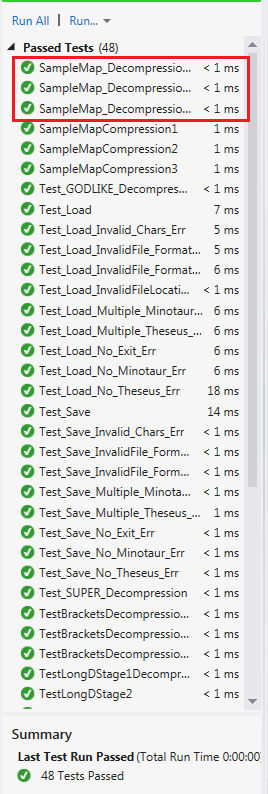 Run All | Run...
Passed Tests (48)
SampleMap_Decompressio... < 1 ms
SampleMap_Decompressio... < 1 ms
SampleMap_Decompressio... < 1 ms
SampleMapCompression1 < 1 ms
SampleMapCompression2 < 1 ms
SampleMapCompression3 < 1 ms
Test_GODLIKE_Decompres... < 1 ms
Test_Load 7 ms
Test_Load_Invalid_Chars_Err 5 ms
Test_Load_InvalidFile_Format... 5 ms
Test_Load_InvalidFile_Format... 6 ms
Test_Load_InvalidFileLocati... < 1 ms
Test_Load_Multiple_Minotaur... 6 ms
Test_Load_Multiple_Theseus_... 6 ms
Test_Load_No_Exit_Err 6 ms
Test_Load_No_Minotaur_Err 6 ms
Test_Load_No_Theseus_Err 18 ms
Test_Save 14 ms
Test_Save_Invalid_Chars_Err < 1 ms
Test_Save_InvalidFile_Form... < 1 ms
Test_Save_InvalidFile_Form... < 1 ms
Test_Save_Multiple_Minota... < 1 ms
Test_Save_Multiple_Theseus_... < 1 ms
Test_Save_No_Exit_Err < 1 ms
Test_Save_No_Minotaur_Err < 1 ms
Test_Save_No_Theseus_Err < 1 ms
Test_SUPER_Decompression < 1 ms
TestBracketsDecompressio... < 1 ms
TestBracketsDecompressio... < 1 ms
TestBracketsDecompressio... < 1 ms
TestLongDStage1Decompr... < 1 ms
TestLongDStage2 < 1 ms
Summary
Last Test Run Passed (Total Run Time 0:00:00)
48 Tests Passed